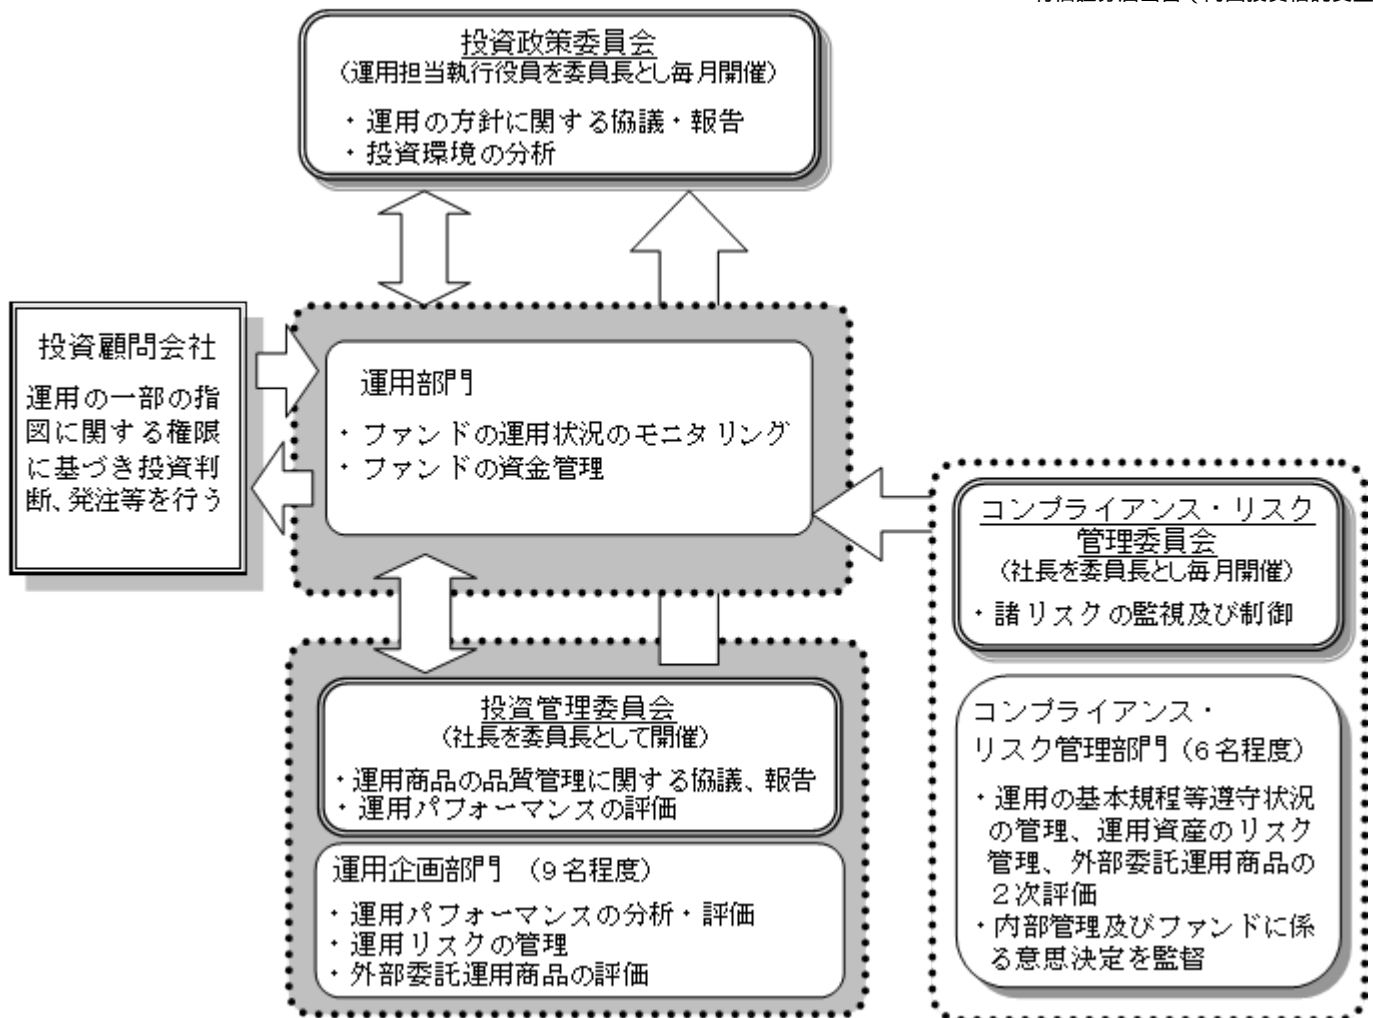 投資政策委員会
（運用担当執行役員を委員長とし毎月開催）
・運用の方針に関する協議・報告
・投資環境の分析
投資顧問会社
運用の一部の指
図に関する権限
に基づき投資判
断、発注等を行う
運用部門
・ファンドの運用状況のモニタリング
・ファンドの資金管理
コンプライアンス・リスク
管理委員会
（社長を委員長とし毎月開催）
・諸リスクの監視及び制御
投資管理委員会
（社長を委員長として開催）
・運用商品の品質管理に関する協議、報告
・運用パフォーマンスの評価
運用企画部門　（9名程度）
・運用パフォーマンスの分析・評価
・運用リスクの管理
・外部委託運用商品の評価
コンプライアンス・
リスク管理部門（6名程度）
・運用の基本規程等遵守状況
の管理、運用資産のリスク
管理、外部委託運用商品の
２次評価
・内部管理及びファンドに係
る意思決定を監督